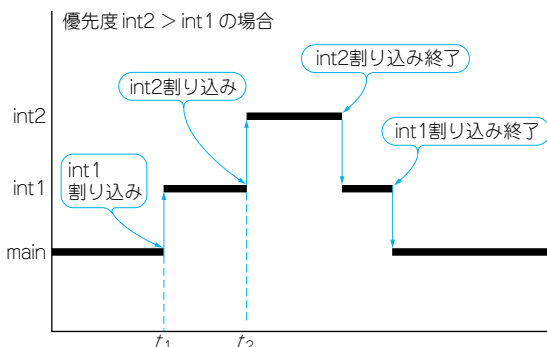 優先度 int2 > int1 の場合
int2割り込み終了
int2割り込み
int2
int1割り込み終了
int1
割り込み
int1
main
t1
t2